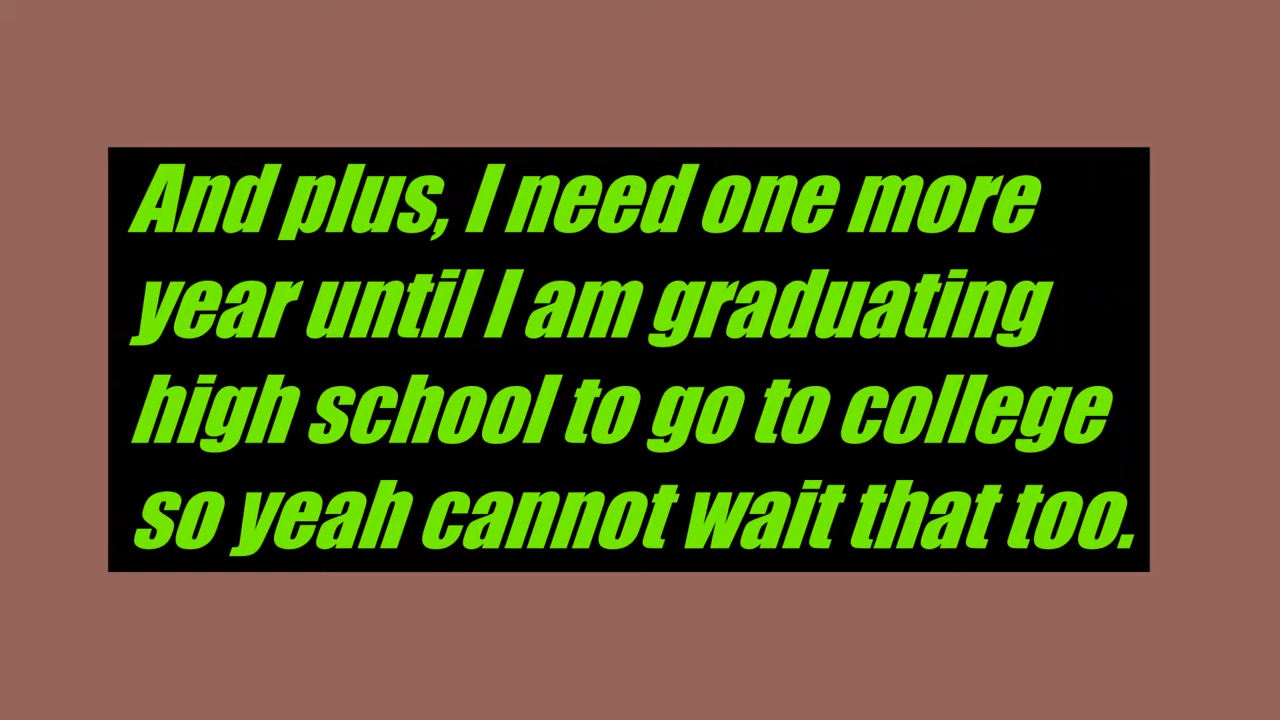 And plus, I need one more
year until I am graduating
high school to go to college
so yeah cannot wait that too.